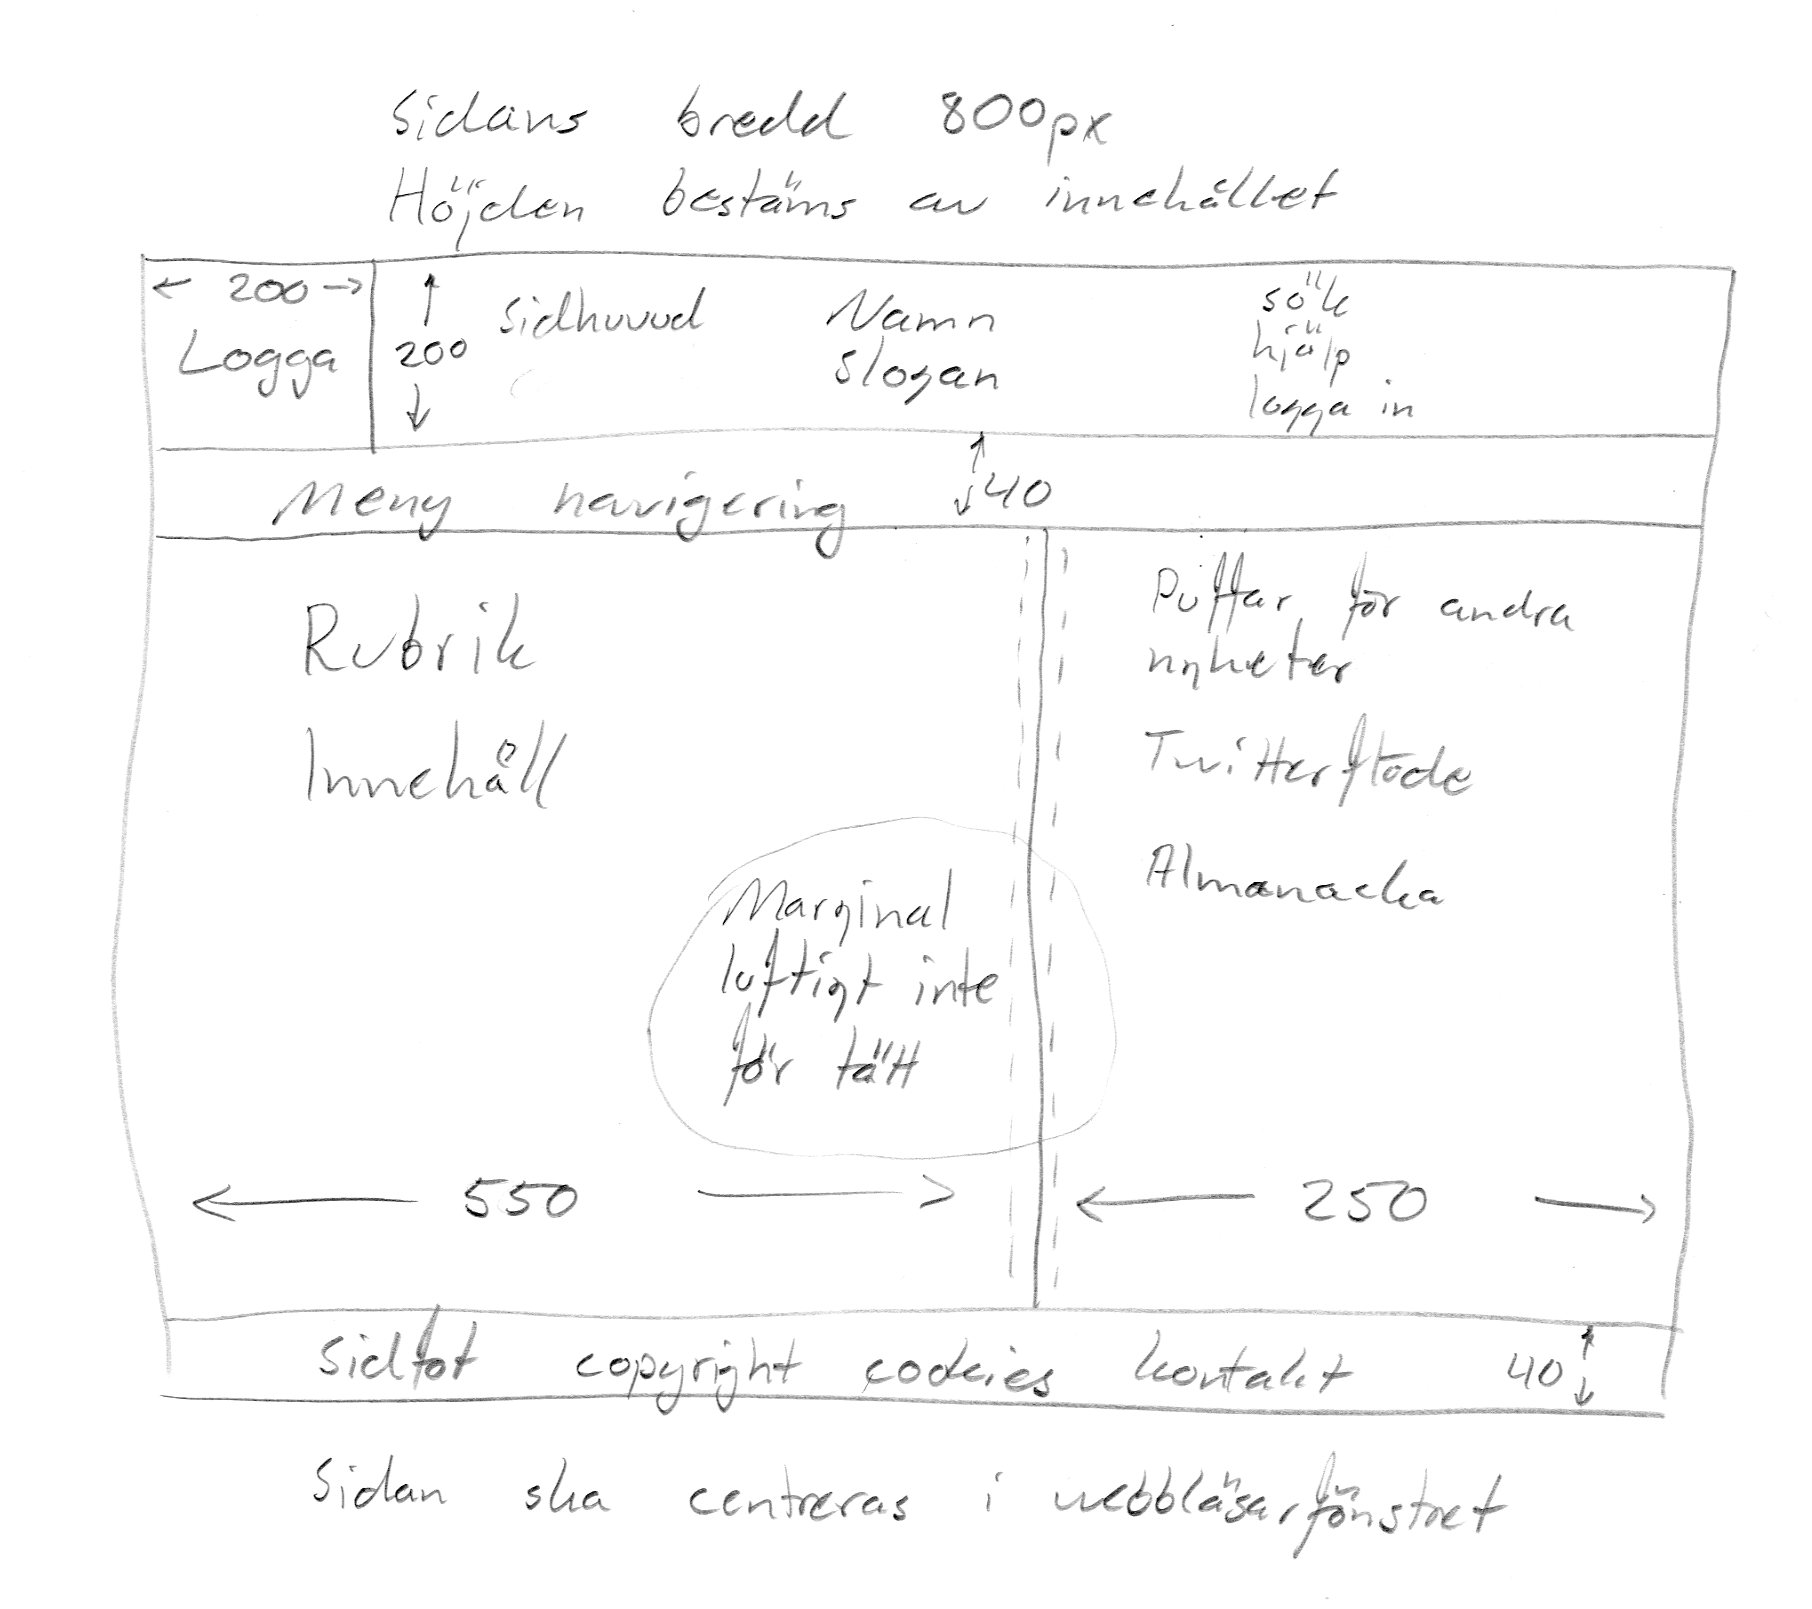 Sidans bredd 800px
Höjden bestäms av innehållet
← 200 →
Logga
200
Sidhuvud
Namn
Slogan
sök
hjälp
logga in
Meny navigering
40
Rubrik
Innehåll
Marginal
luftigt inte
för tätt
Puffar för andra
nyheter
Twitterflöde
Almanacka
550
250
Sidfot copyright cookies kontakt 40
Sidan ska centreras i webbläsarfönstret